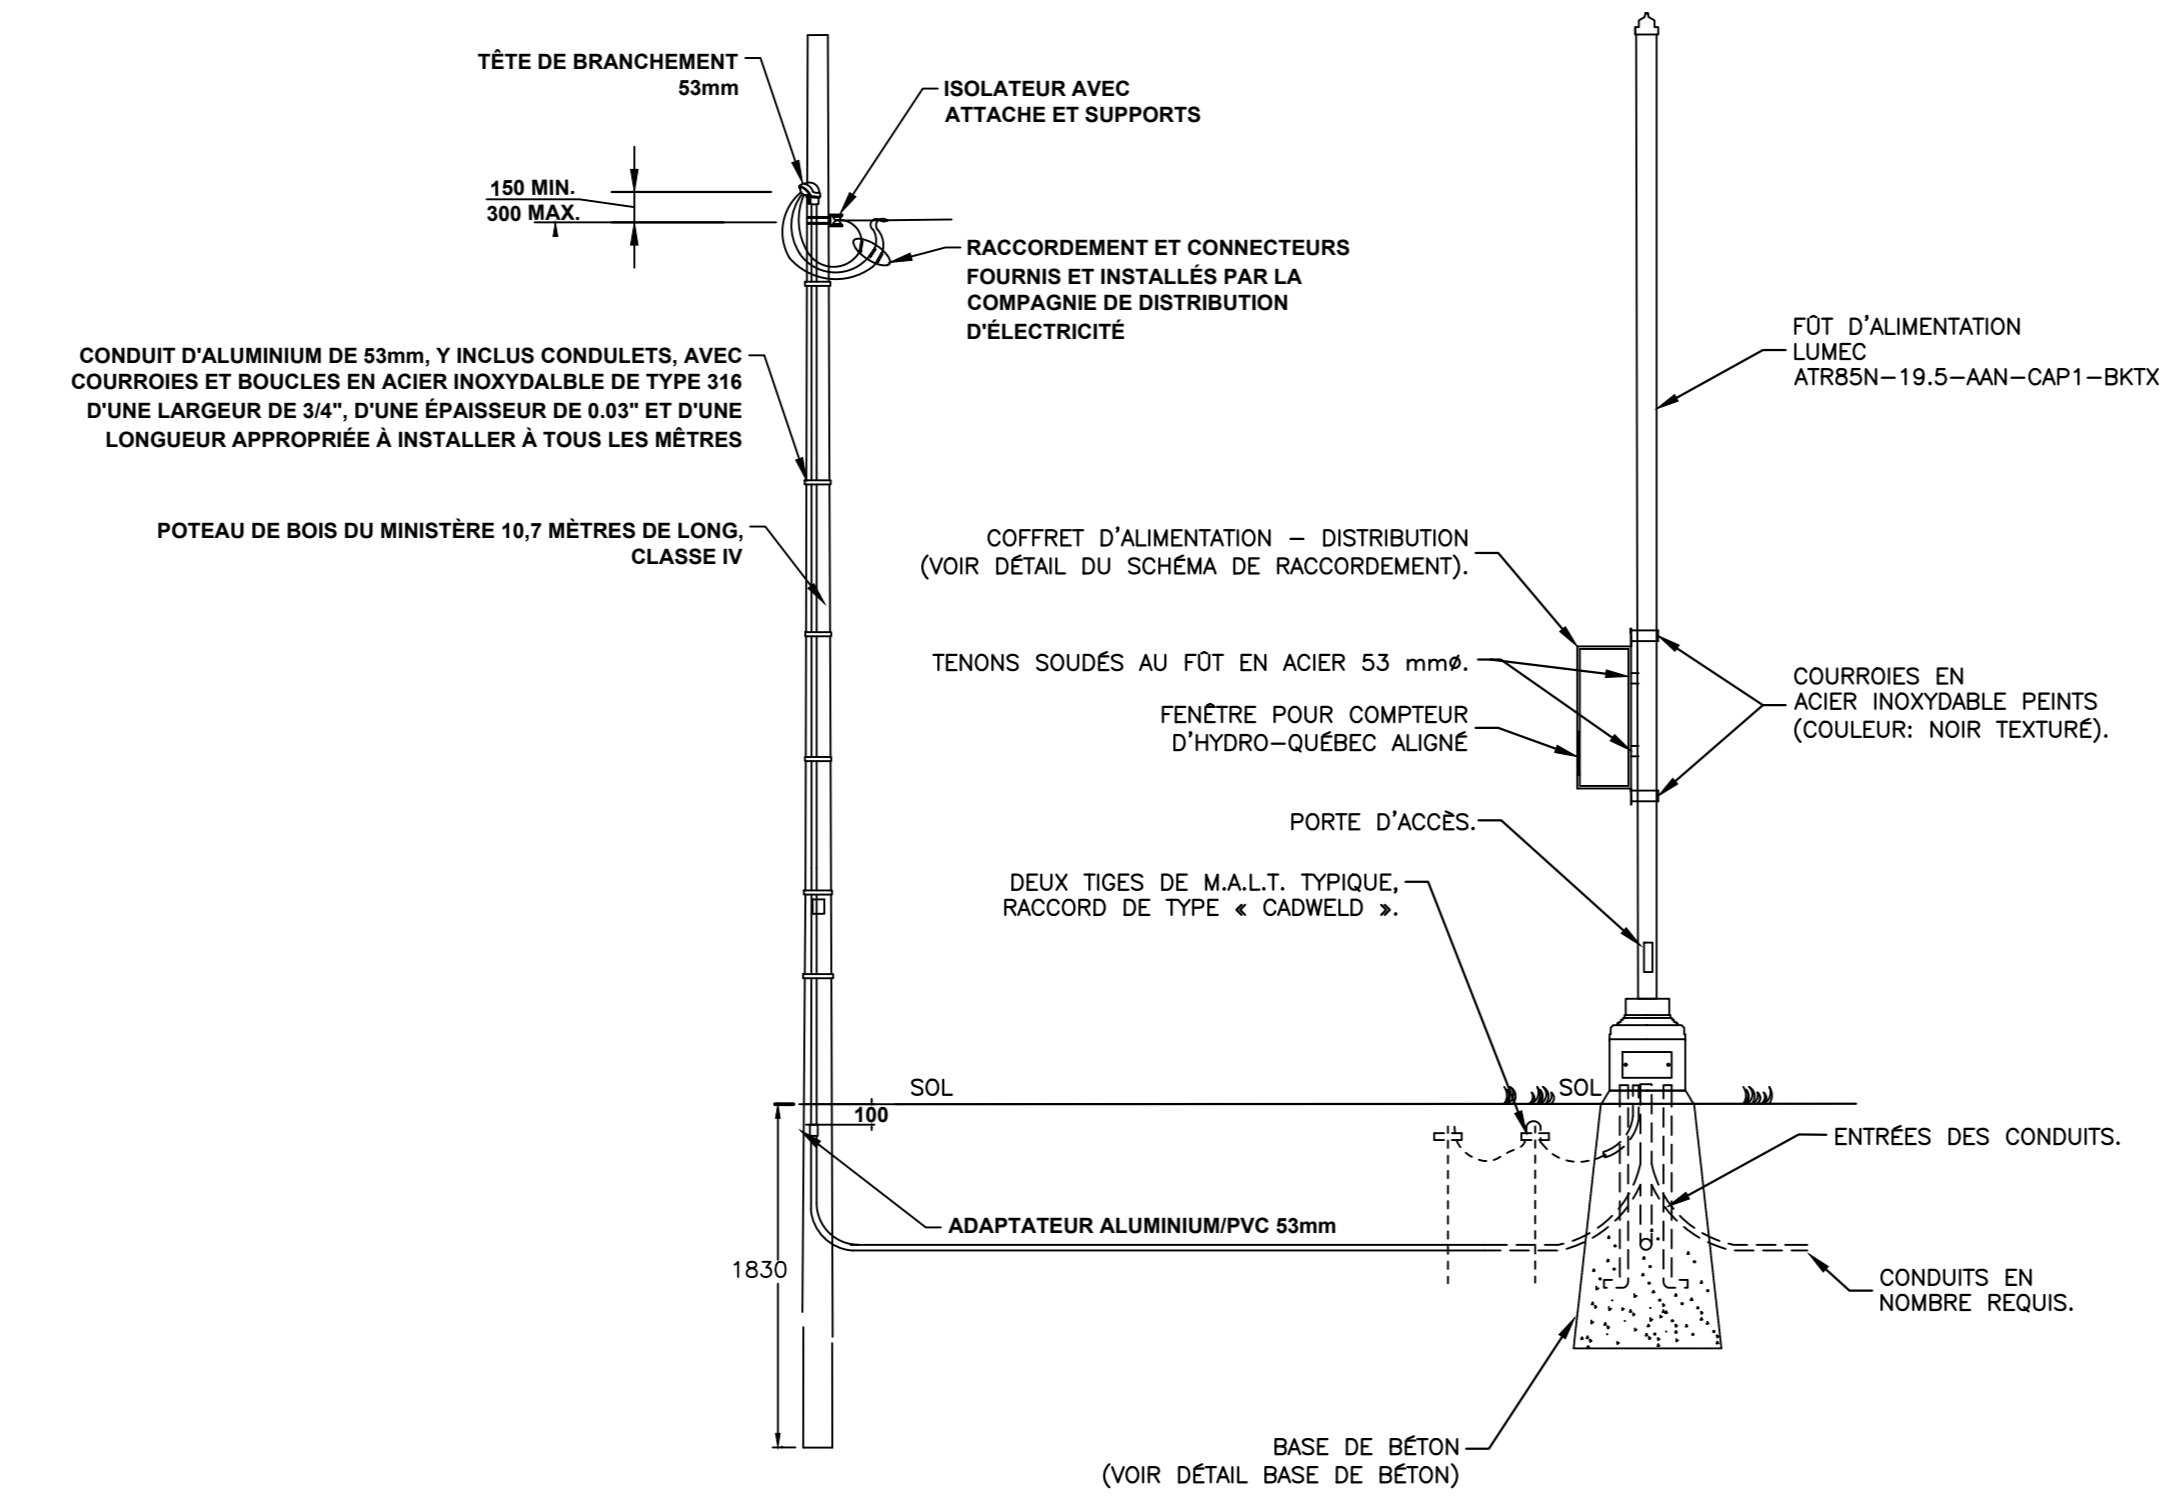 TÊTE DE BRANCHEMENT
53mm
ISOLATEUR AVEC
ATTACHE ET SUPPORTS
150 MIN.
300 MAX.
RACCORDEMENT ET CONNECTEURS
FOURNIS ET INSTALLÉS PAR LA
COMPAGNIE DE DISTRIBUTION
D'ÉLECTRICITÉ
CONDUIT D'ALUMINIUM DE 53mm, Y INCLUS CONDULETS, AVEC
COURROIES ET BOUCLES EN ACIER INOXYDALBLE DE TYPE 316
D'UNE LARGEUR DE 3/4", D'UNE ÉPAISSEUR DE 0.03" ET D'UNE
LONGUEUR APPROPRIÉE À INSTALLER À TOUS LES MÊTRES
POTEAU DE BOIS DU MINISTÈRE 10,7 MÈTRES DE LONG,
CLASSE IV
FÛT D'ALIMENTATION
LUMEC
ATR85N-19.5-AAN-CAP1-BKTX
COFFRET D'ALIMENTATION – DISTRIBUTION
(VOIR DÉTAIL DU SCHÉMA DE RACCORDEMENT).
TENONS SOUDÉS AU FÛT EN ACIER 53 mmø.
FENÊTRE POUR COMPTEUR
D'HYDRO-QUÉBEC ALIGNÉ
COURROIES EN
ACIER INOXYDABLE PEINTS
(COULEUR: NOIR TEXTURÉ).
PORTE D'ACCÈS.
DEUX TIGES DE M.A.L.T. TYPIQUE,
RACCORD DE TYPE « CADWELD ».
SOL
SOL
100
ENTRÉES DES CONDUITS.
ADAPTATEUR ALUMINIUM/PVC 53mm
1830
CONDUITS EN
NOMBRE REQUIS.
BASE DE BÉTON
(VOIR DÉTAIL BASE DE BÉTON)